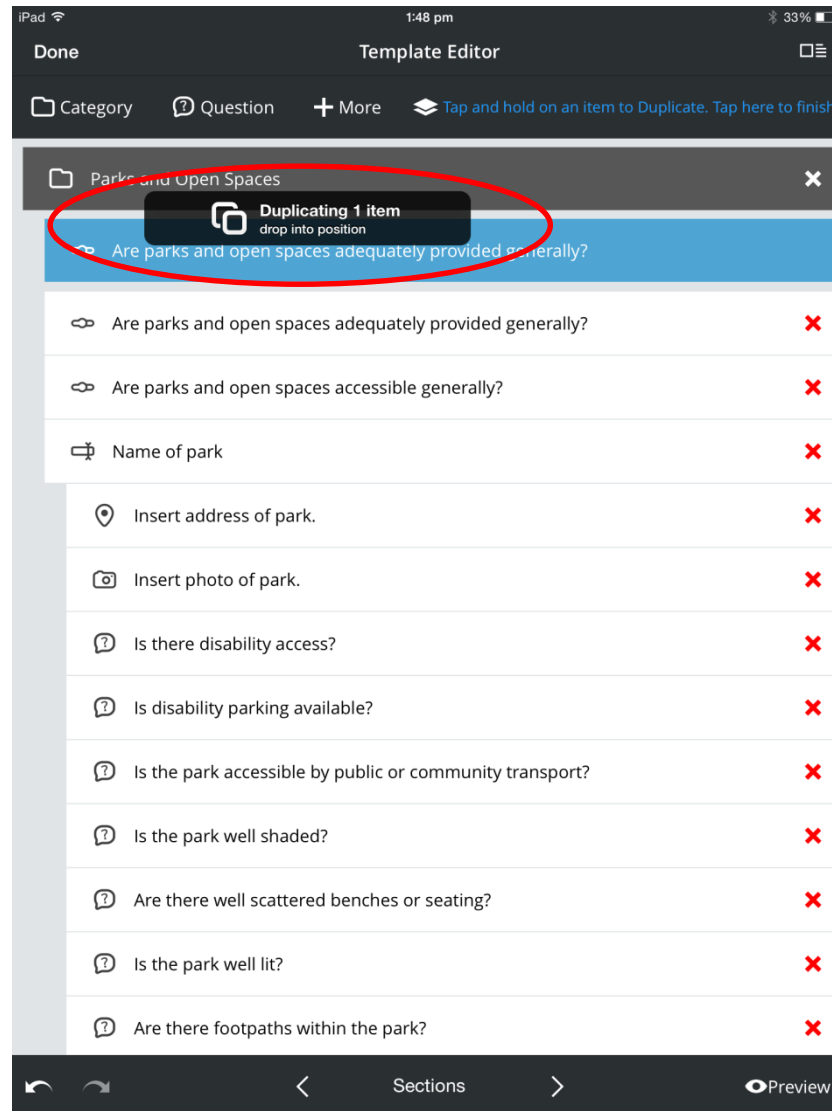 iPad 1:48 pm 33%
Done Template Editor
Category Question More Tap and hold on an item to Duplicate. Tap here to finish
Parks and Open Spaces
Duplicating 1 item
drop into position
Are parks and open spaces adequately provided generally?
Are parks and open spaces adequately provided generally?
Are parks and open spaces accessible generally?
Name of park
Insert address of park.
Insert photo of park.
Is there disability access?
Is disability parking available?
Is the park accessible by public or community transport?
Is the park well shaded?
Are there well scattered benches or seating?
Is the park well lit?
Are there footpaths within the park?
Sections Preview